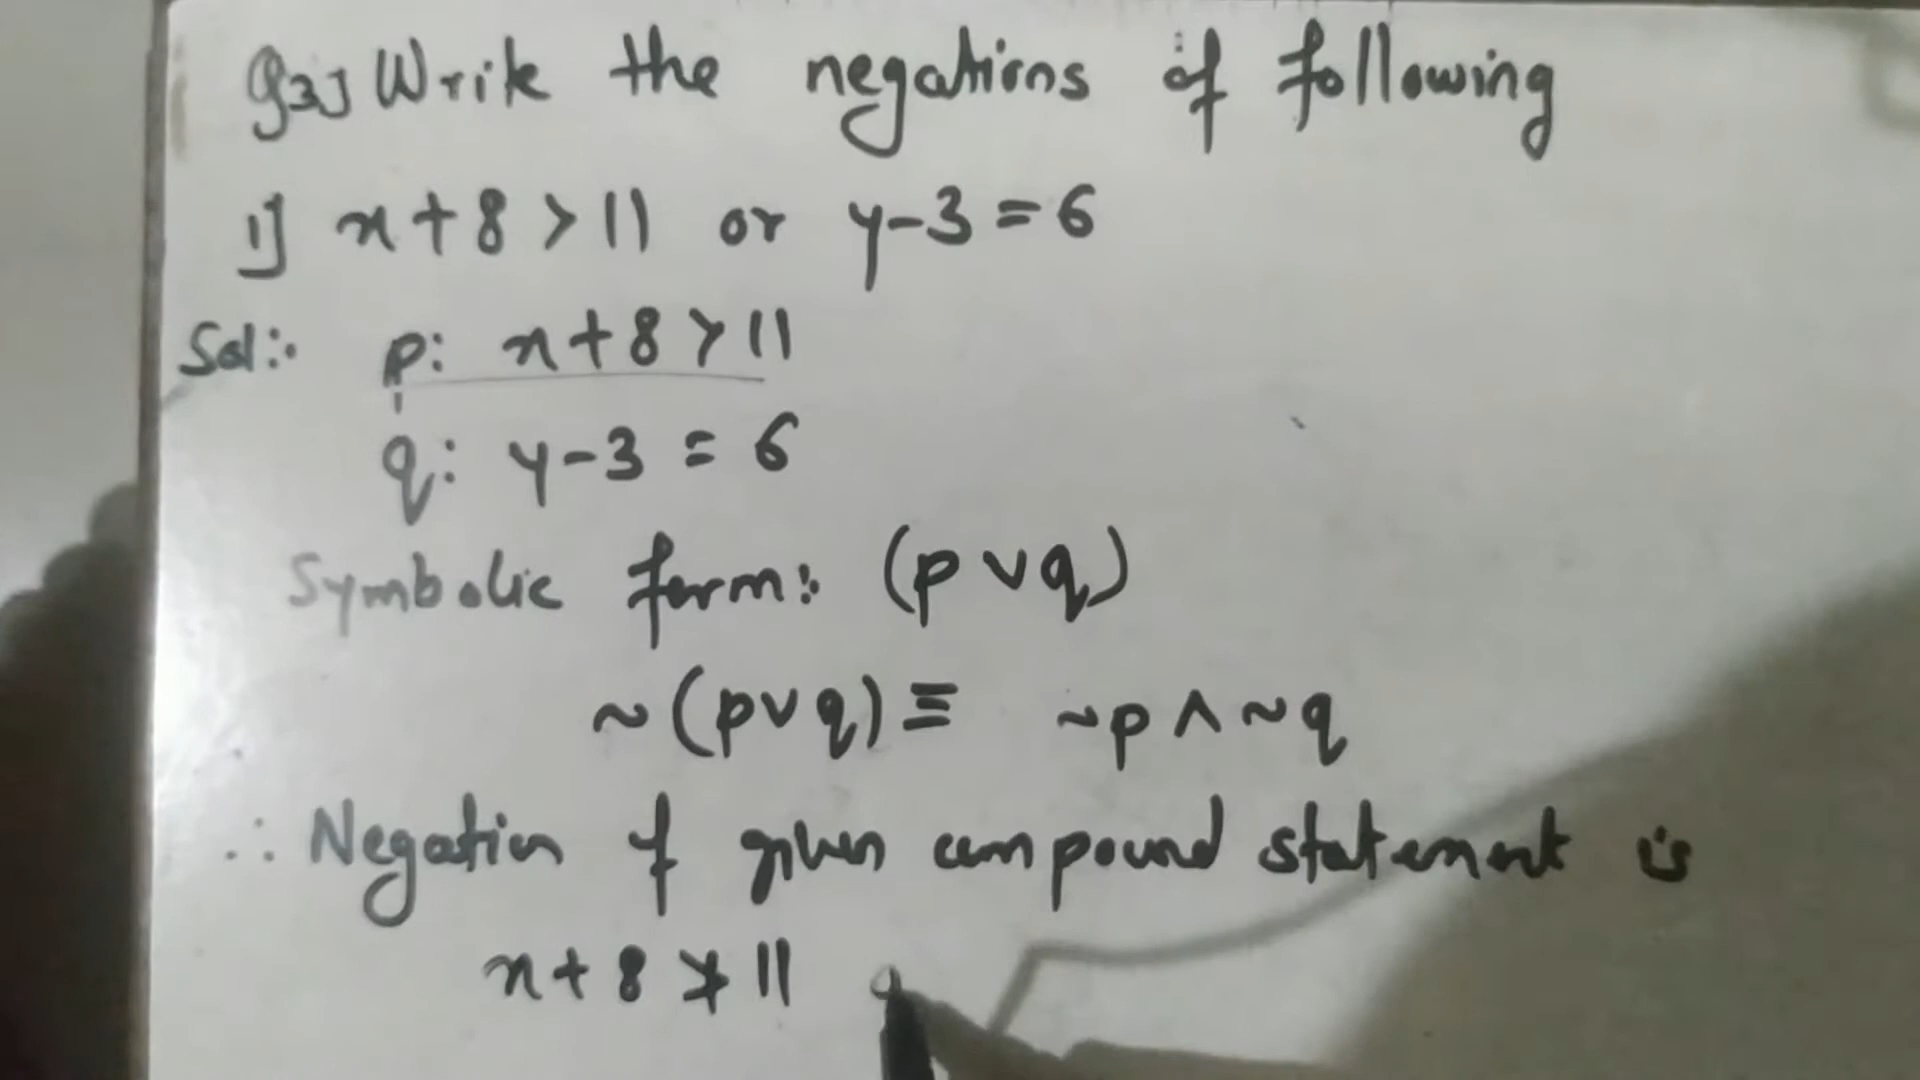 Q3] Write the negations of following
1] x+8 > 11 or y-3 = 6
Sol:. p: x+8 > 11
q: y-3 = 6
Symbolic form: (p ∨ q)
~(p∨q) ≡ ~p ∧ ~q
∴ Negation of given compound statement is
x+8 ≯ 11